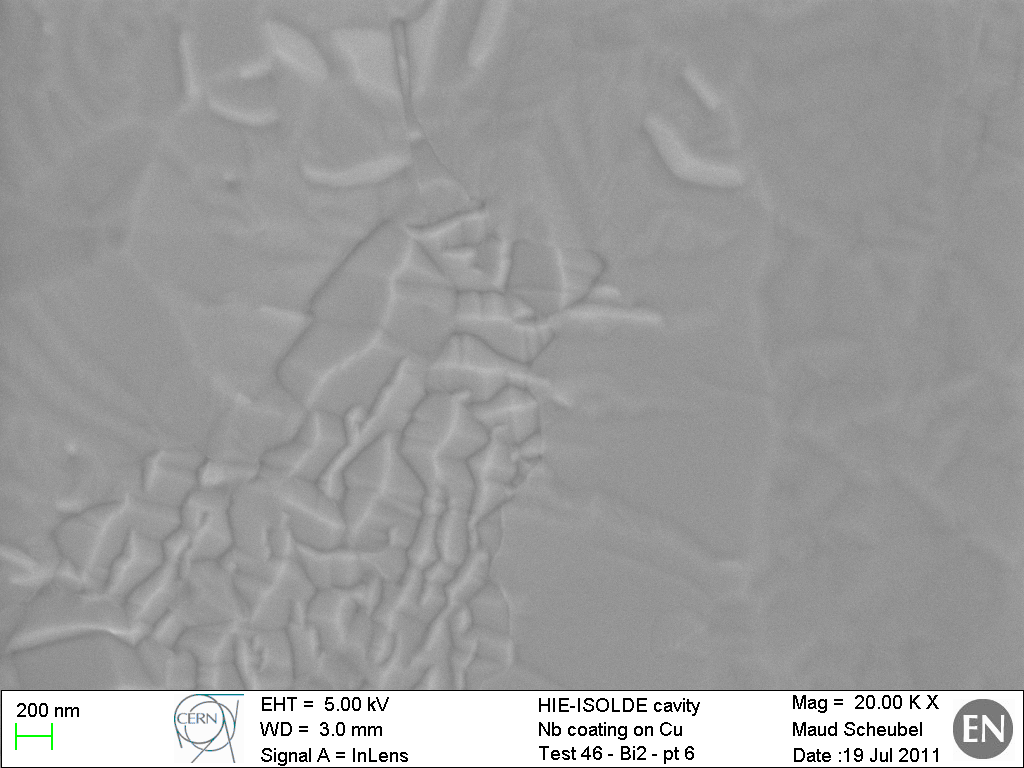 200 nm
CERN
EHT = 5.00 kV
WD = 3.0 mm
Signal A = InLens
HIE-ISOLDE cavity
Nb coating on Cu
Test 46 - Bi2 - pt 6
Mag = 20.00 K X
Maud Scheubel
Date :19 Jul 2011
EN